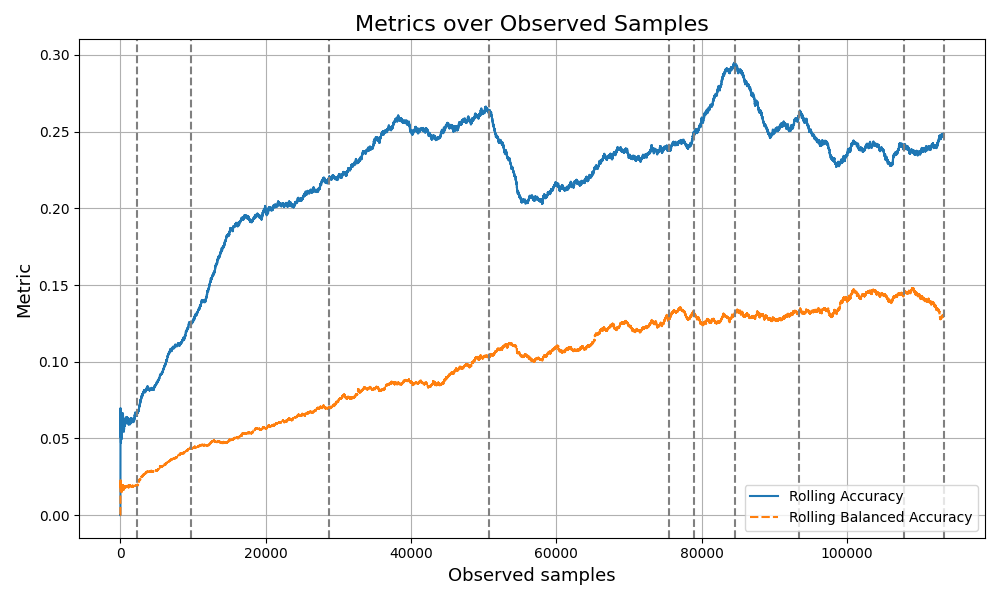 Metrics over Observed Samples
Metric
0.30
0.25
0.20
0.15
0.10
0.05
0.00
0
20000
40000
60000
80000
100000
Observed samples
Rolling Accuracy
Rolling Balanced Accuracy